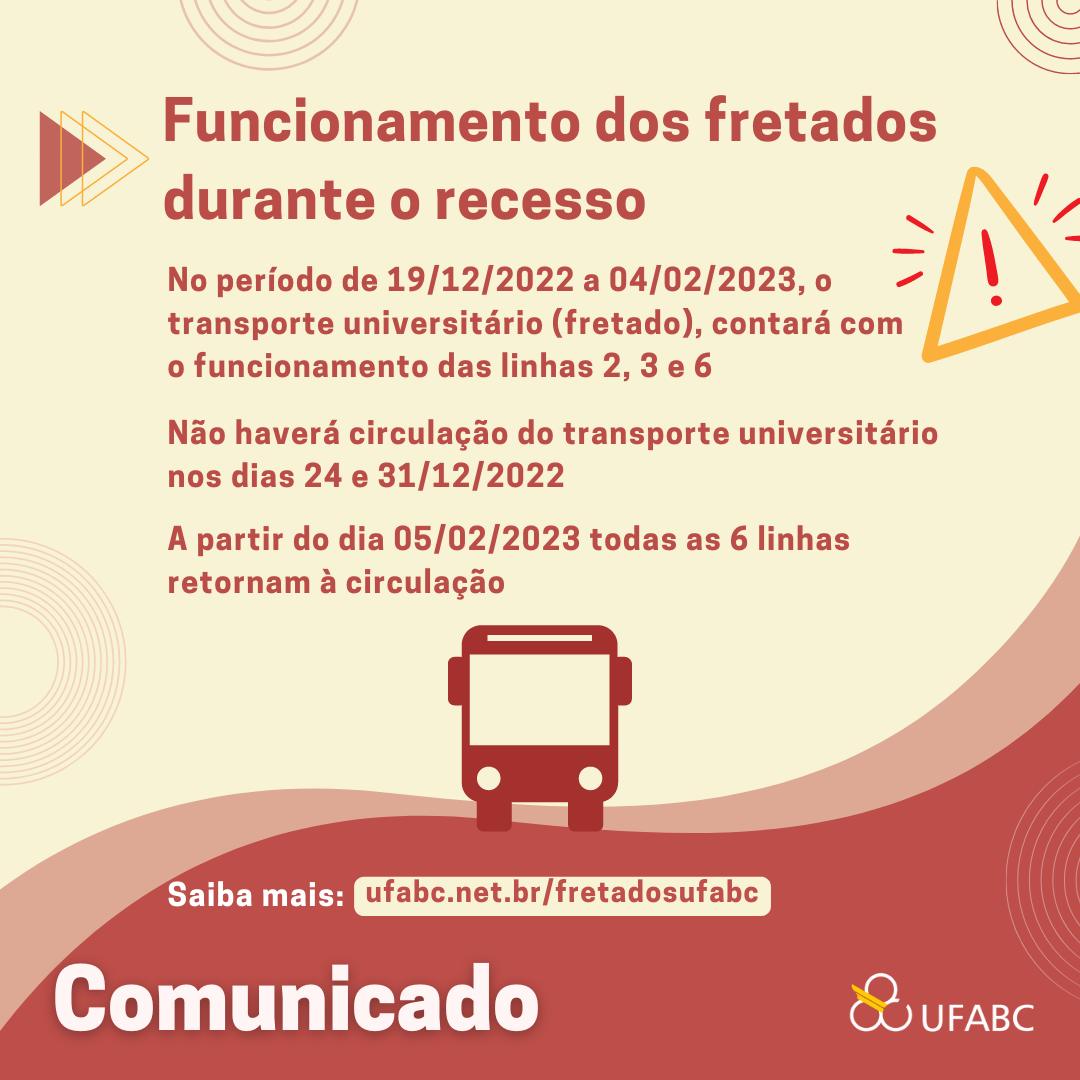 Funcionamento dos fretados
durante o recesso
No período de 19/12/2022 a 04/02/2023, o
transporte universitário (fretado), contará com
o funcionamento das linhas 2, 3 e 6
Não haverá circulação do transporte universitário
nos dias 24 e 31/12/2022
A partir do dia 05/02/2023 todas as 6 linhas
retornam à circulação
Saiba mais: ufabc.net.br/fretadosufabc
Comunicado
UFABC